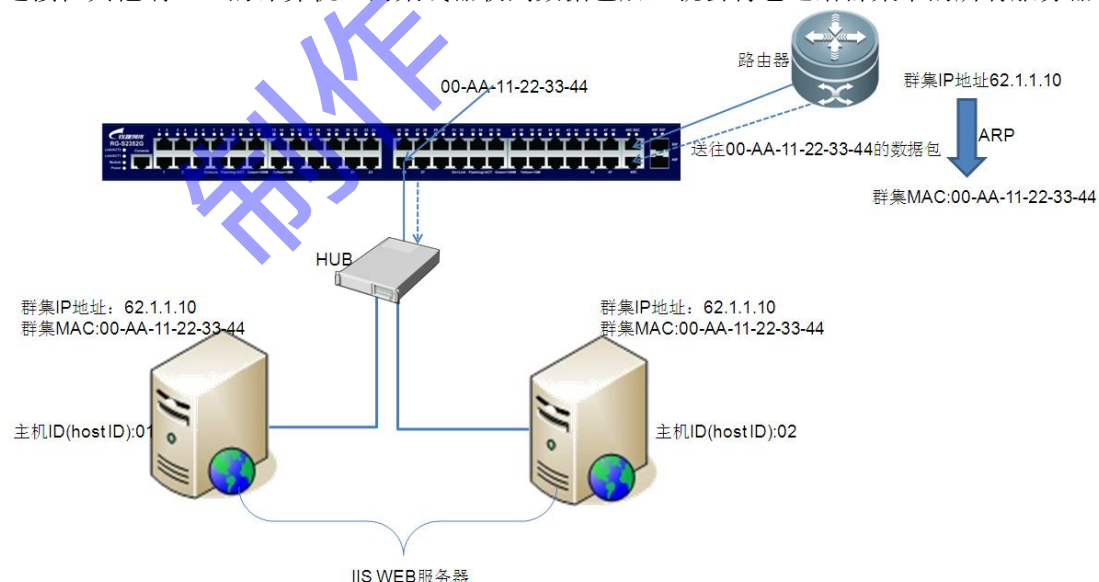 00-AA-11-22-33-44
路由器
群集IP地址62.1.1.10
ARP
送往00-AA-11-22-33-44的数据包
群集MAC:00-AA-11-22-33-44
RG-S2352G
Console
制作
HUB
群集IP地址：62.1.1.10
群集MAC:00-AA-11-22-33-44
群集IP地址：62.1.1.10
群集MAC:00-AA-11-22-33-44
主机ID(host ID):01
主机ID(host ID):02
IIS WEB服务器